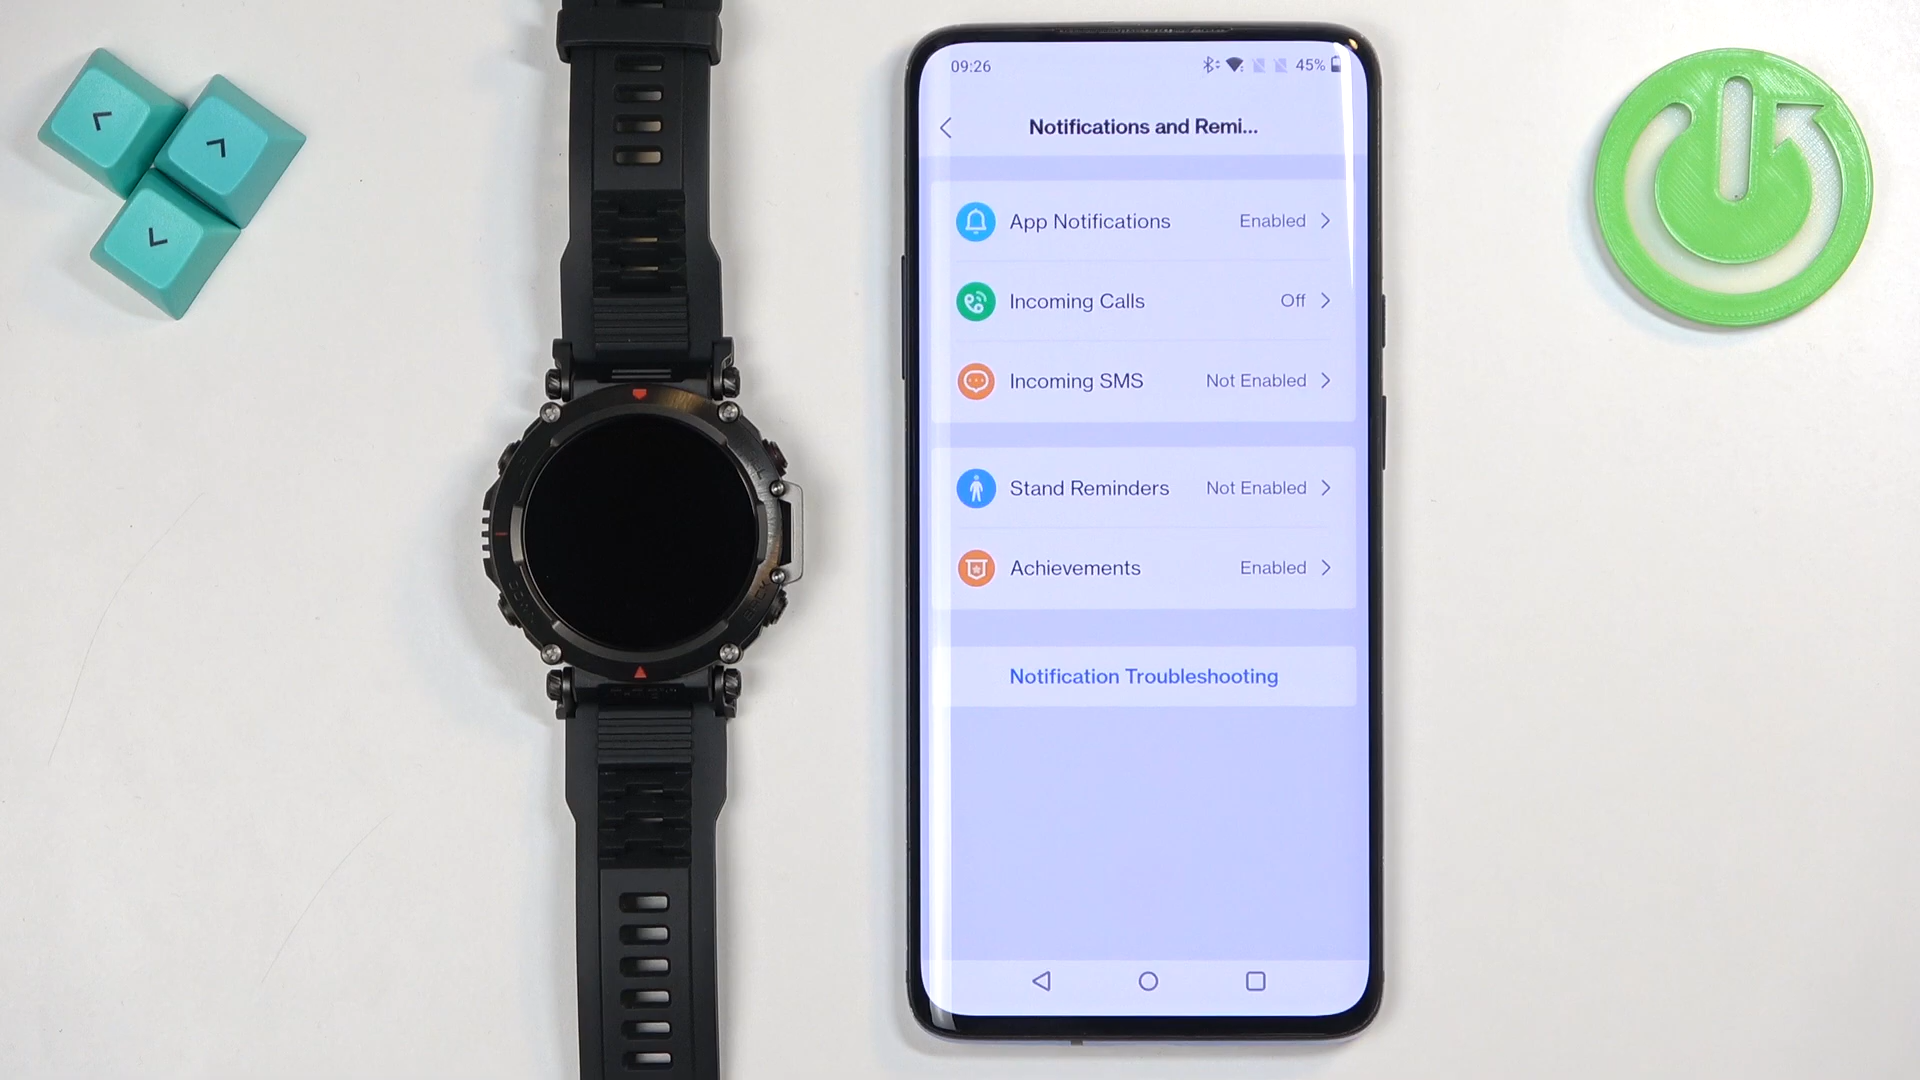 09:26
45%
Notifications and Remi...
App Notifications Enabled
Incoming Calls Off
Incoming SMS Not Enabled
Stand Reminders Not Enabled
Achievements Enabled
Notification Troubleshooting
BACK